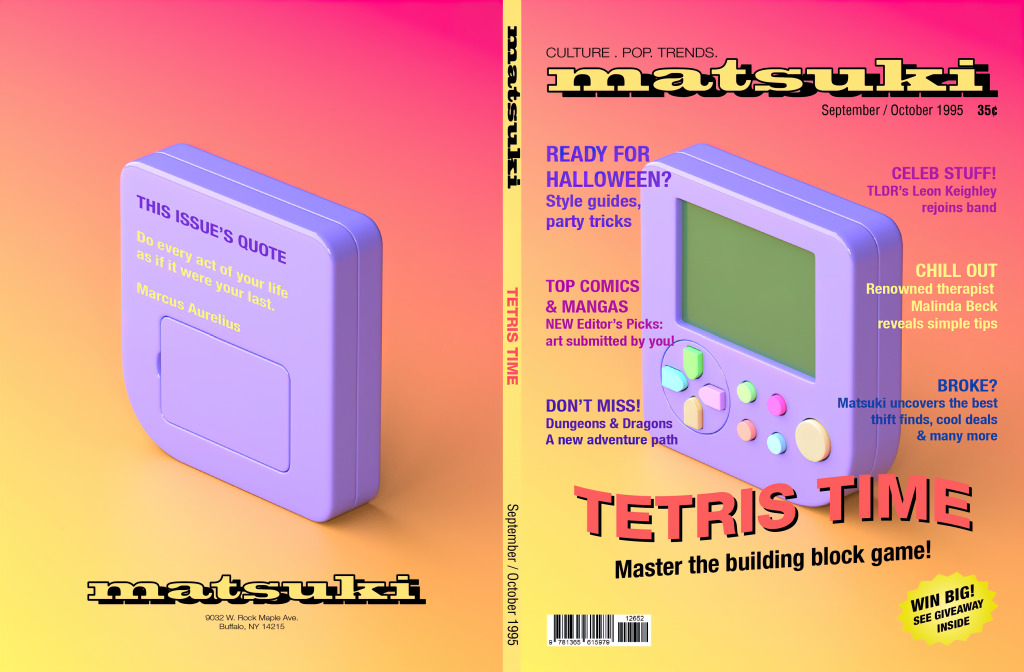 THIS ISSUE'S QUOTE
Do every act of your life
as if it were your last.
Marcus Aurelius
matsuki
9032 W. Rock Maple Ave.
Buffalo, NY 14215
matsuki
TETRIS TIME
September / October 1995
CULTURE . POP. TRENDS.
matsuki
September / October 1995 35¢
READY FOR
HALLOWEEN?
Style guides,
party tricks
TOP COMICS
& MANGAS
NEW Editor's Picks:
art submitted by you!
DON'T MISS!
Dungeons & Dragons
A new adventure path
CELEB STUFF!
TLDR's Leon Keighley
rejoins band
CHILL OUT
Renowned therapist
Malinda Beck
reveals simple tips
BROKE?
Matsuki uncovers the best
thift finds, cool deals
& many more
TETRIS TIME
Master the building block game!
WIN BIG!
SEE GIVEAWAY
INSIDE
12652
9 781365 615979